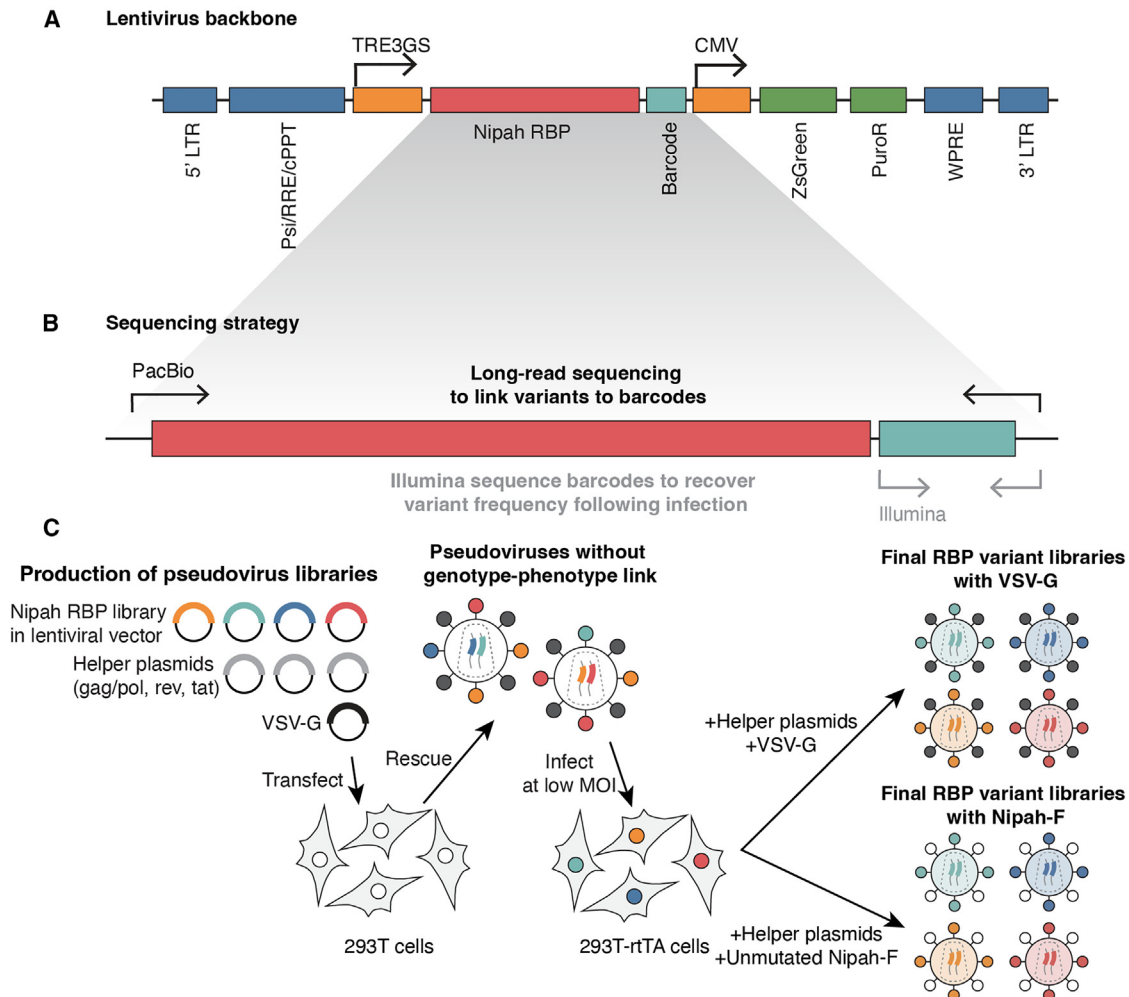 A
Lentivirus backbone
TRE3GS
CMV
Nipah RBP
5' LTR
Psi/RRE/cPPT
Barcode
ZsGreen
PuroR
WPRE
3' LTR
B
Sequencing strategy
PacBio
Long-read sequencing
to link variants to barcodes
Illumina sequence barcodes to recover
variant frequency following infection
Illumina
C
Production of pseudovirus libraries
Nipah RBP library
in lentiviral vector
Helper plasmids
(gag/pol, rev, tat)
VSV-G
Transfect
293T cells
Rescue
Pseudoviruses without
genotype-phenotype link
Infect
at low MOI
293T-rtTA cells
+Helper plasmids
+VSV-G
Final RBP variant libraries
with VSV-G
+Helper plasmids
+Unmutated Nipah-F
Final RBP variant libraries
with Nipah-F